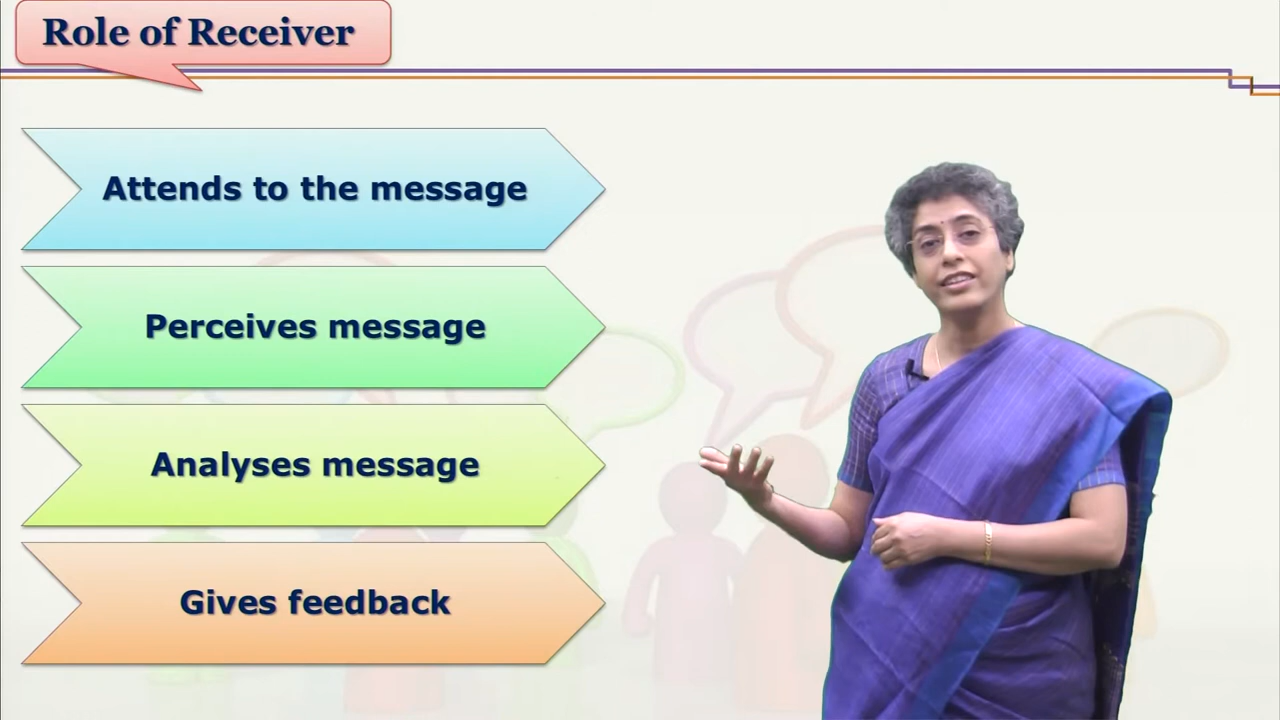 Role of Receiver
Attends to the message
Perceives message
Analyses message
Gives feedback